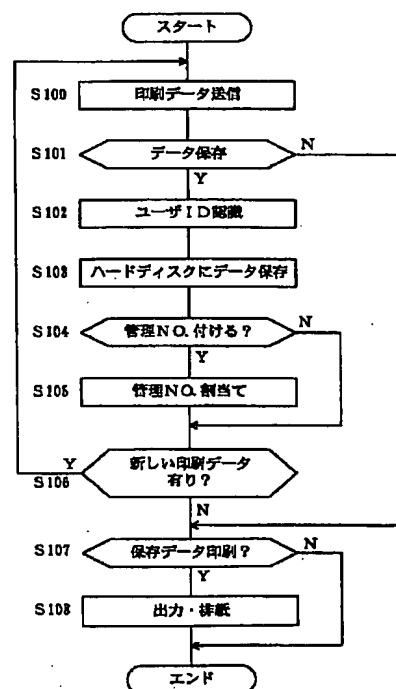 スタート
S100
印刷データ送信
S101
データ保存
N
Y
S102
ユーザID認識
S103
ハードディスクにデータ保存
S104
管理NO.付ける?
N
Y
S105
管理NO.割当て
Y
S106
新しい印刷データ
有り?
N
S107
保存データ印刷?
N
Y
S108
出力・排紙
エンド